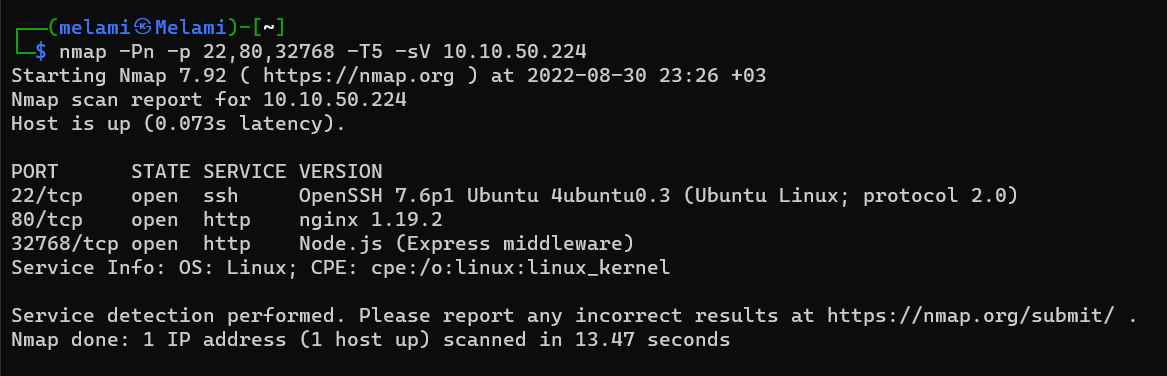 (melami㉿Melami)-[~]
$ nmap -Pn -p 22,80,32768 -T5 -sV 10.10.50.224
Starting Nmap 7.92 ( https://nmap.org ) at 2022-08-30 23:26 +03
Nmap scan report for 10.10.50.224
Host is up (0.073s latency).
PORT      STATE SERVICE VERSION
22/tcp    open  ssh     OpenSSH 7.6p1 Ubuntu 4ubuntu0.3 (Ubuntu Linux; protocol 2.0)
80/tcp    open  http    nginx 1.19.2
32768/tcp open  http    Node.js (Express middleware)
Service Info: OS: Linux; CPE: cpe:/o:linux:linux_kernel
Service detection performed. Please report any incorrect results at https://nmap.org/submit/ .
Nmap done: 1 IP address (1 host up) scanned in 13.47 seconds